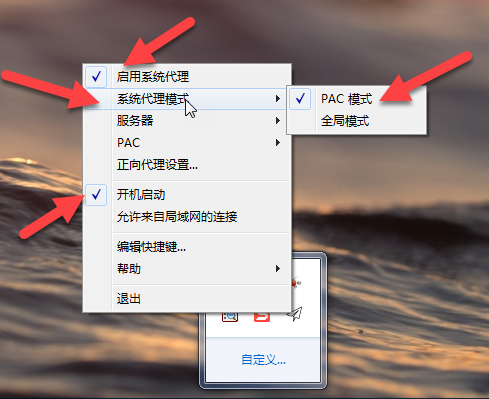 启用系统代理
系统代理模式
PAC 模式
全局模式
服务器
PAC
正向代理设置...
开机启动
允许来自局域网的连接
编辑快捷键...
帮助
退出
自定义...